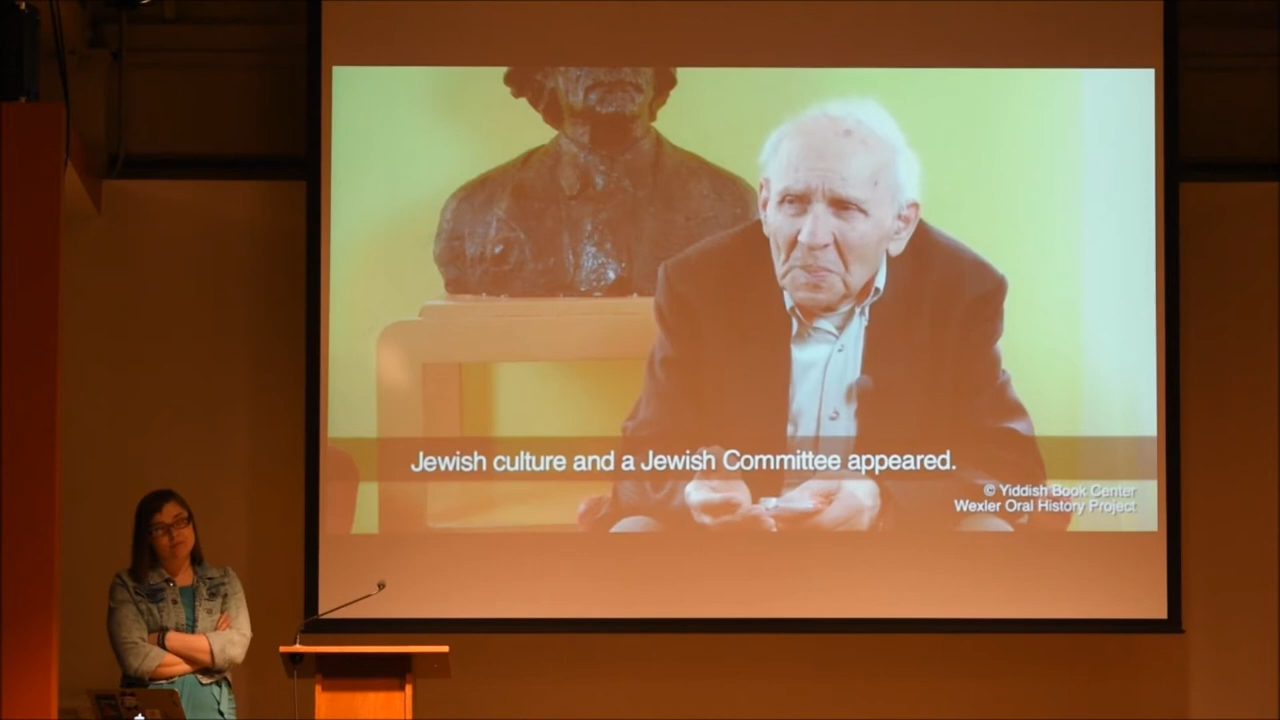 Jewish culture and a Jewish Committee appeared.
© Yiddish Book Center
Wexler Oral History Project